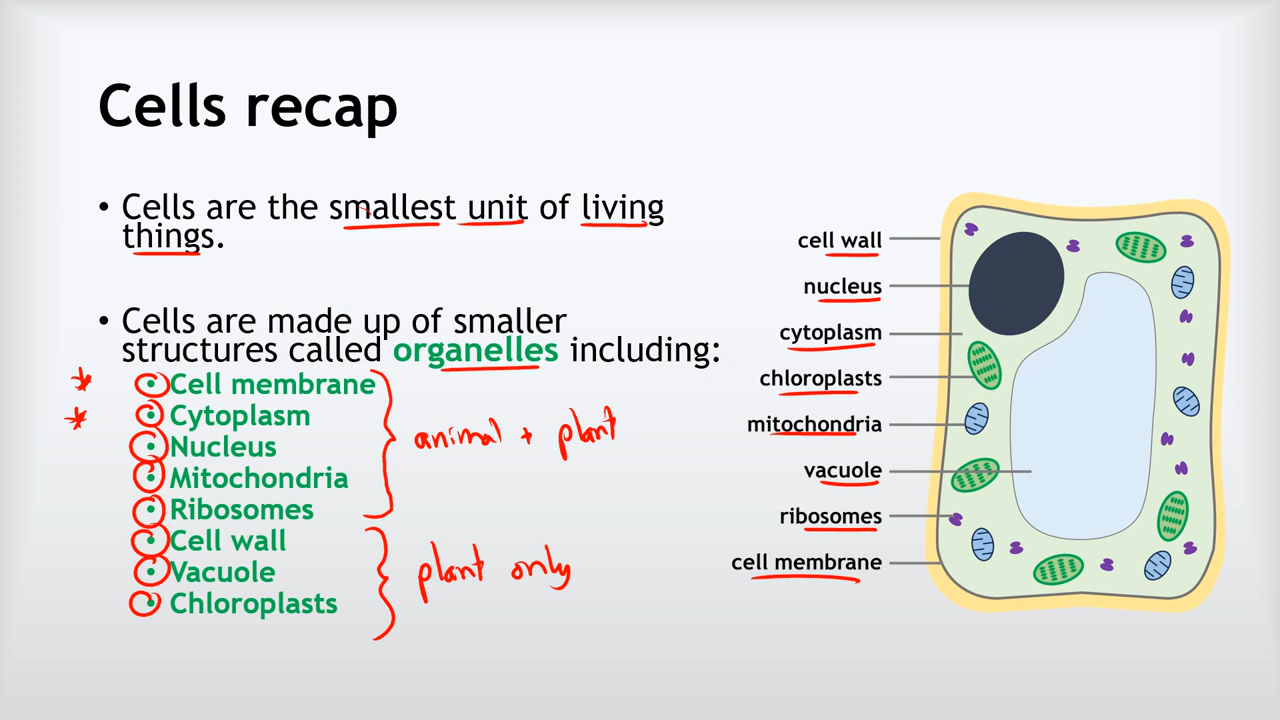 Cells recap
• Cells are the smallest unit of living
things.
• Cells are made up of smaller
structures called organelles including:
* • Cell membrane
* • Cytoplasm
• Nucleus
• Mitochondria
• Ribosomes
• Cell wall
• Vacuole
• Chloroplasts
animal + plant
plant only
cell wall
nucleus
cytoplasm
chloroplasts
mitochondria
vacuole
ribosomes
cell membrane